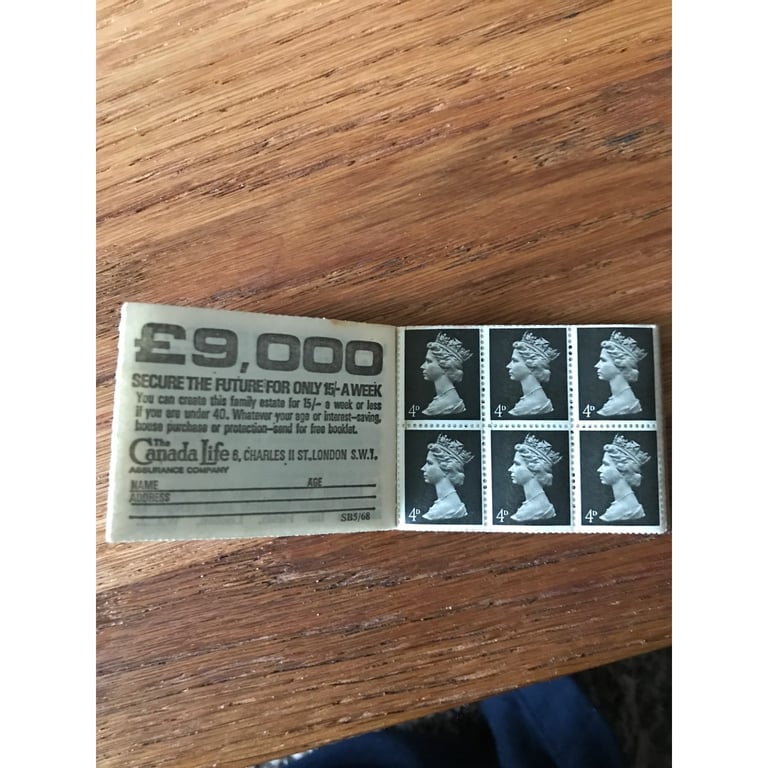 £9,000
SECURE THE FUTURE FOR ONLY 15/- A WEEK
You can create this family estate for 15/- a week or less
if you are under 40. Whatever your age or interest–saving,
house purchase or protection–send for free booklet.
The
Canada Life 6, CHARLES II ST., LONDON S.W.1.
ASSURANCE COMPANY
NAME AGE
ADDRESS
SB5/68
4D 4D 4D
4D 4D 4D